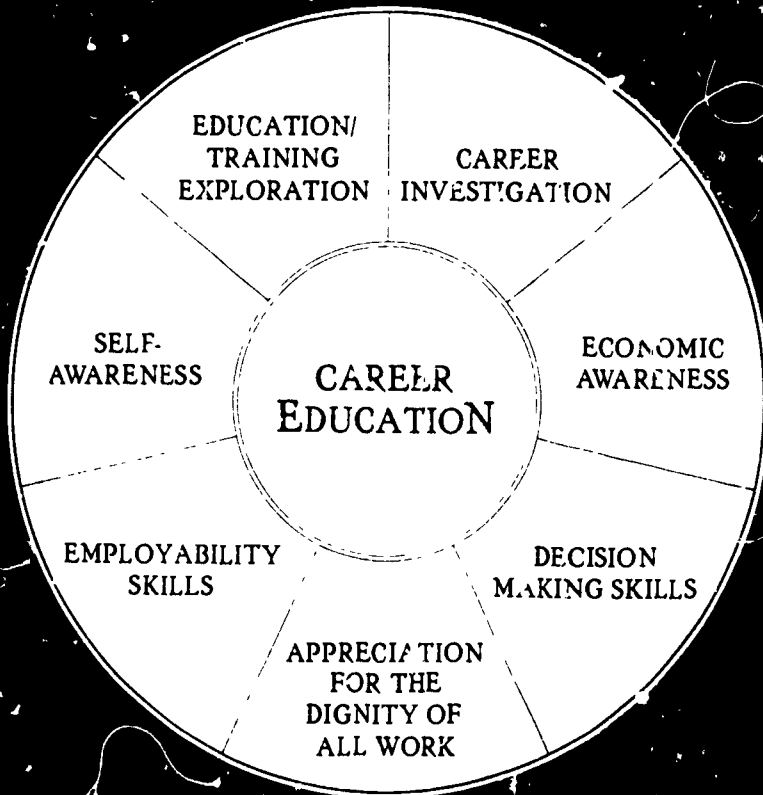 EDUCATION/
TRAINING
EXPLORATION
CAREER
INVESTIGATION
SELF-
AWARENESS
ECONOMIC
AWARENESS
CAREER
EDUCATION
EMPLOYABILITY
SKILLS
DECISION
MAKING SKILLS
APPRECIATION
FOR THE
DIGNITY OF
ALL WORK